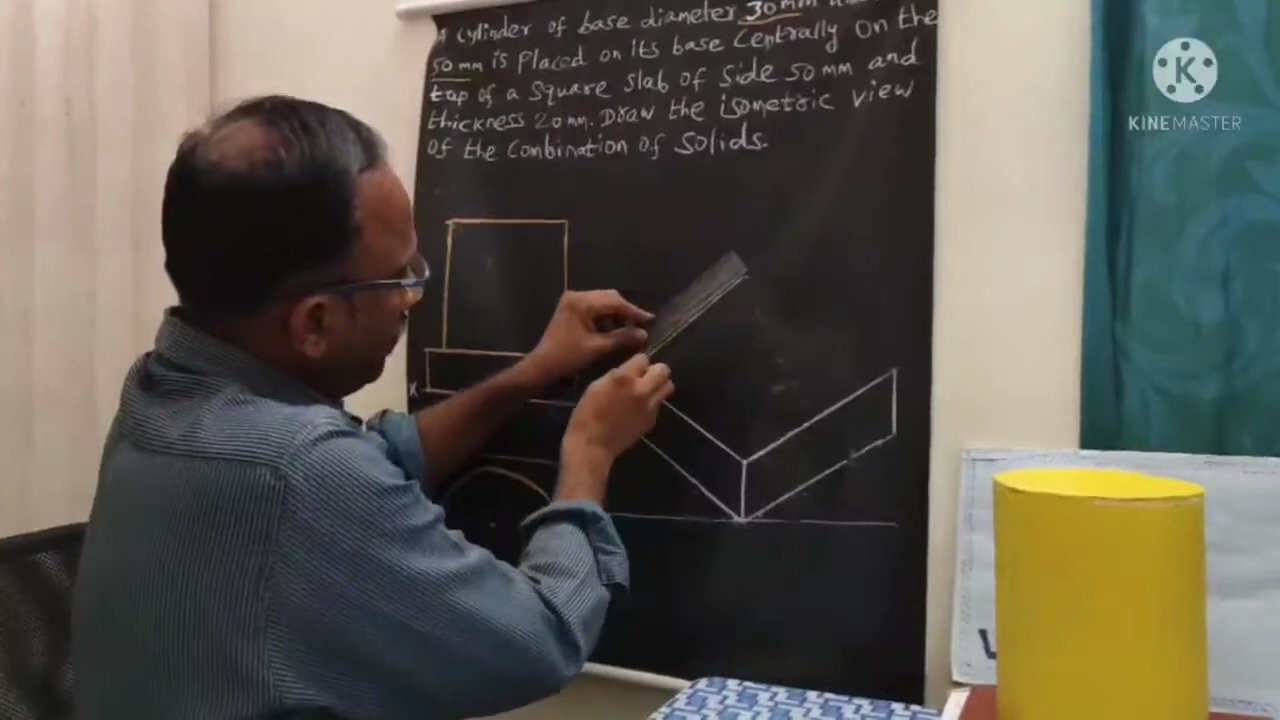 A cylinder of base diameter 30mm
50 mm is placed on its base centrally on the
top of a square slab of side 50 mm and
thickness 20mm. Draw the isometric view
of the combination of solids.
X
K
KINEMASTER